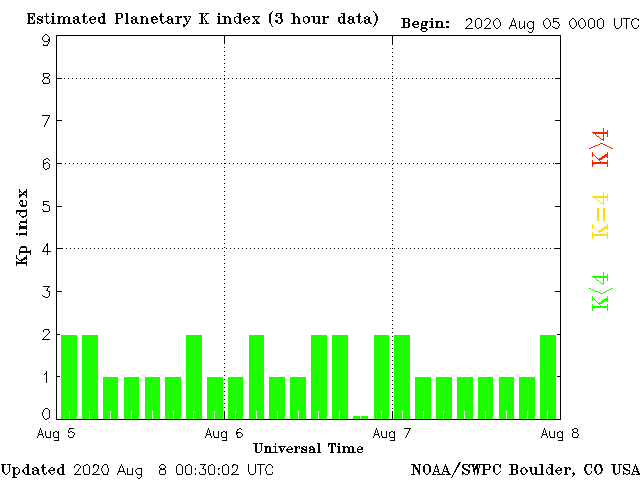 Estimated Planetary K index (3 hour data) Begin: 2020 Aug 05 0000 UTC
9
8
7
6
5
4
3
2
1
0
Kp index
K>4
K=4
K<4
Aug 5 Aug 6 Aug 7 Aug 8
Universal Time
Updated 2020 Aug 8 00:30:02 UTC NOAA/SWPC Boulder, CO USA